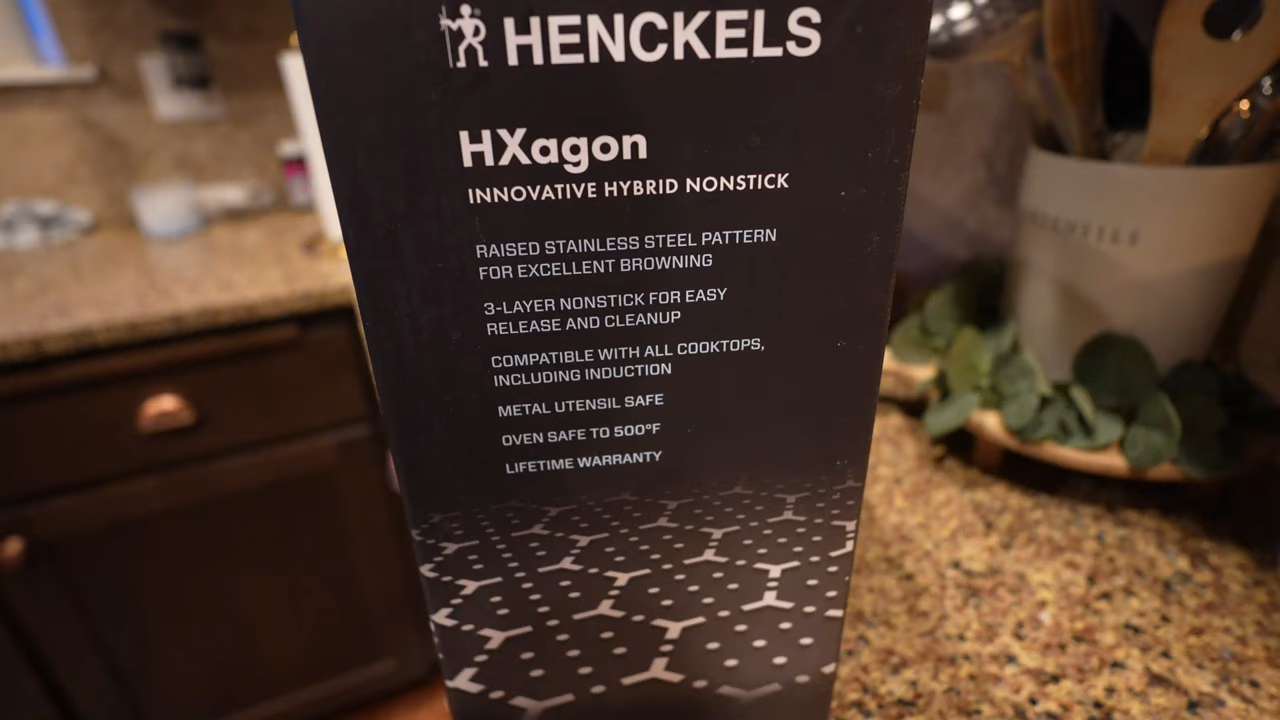 HENCKELS
HXagon
INNOVATIVE HYBRID NONSTICK
RAISED STAINLESS STEEL PATTERN
FOR EXCELLENT BROWNING
3-LAYER NONSTICK FOR EASY
RELEASE AND CLEANUP
COMPATIBLE WITH ALL COOKTOPS,
INCLUDING INDUCTION
METAL UTENSIL SAFE
OVEN SAFE TO 500°F
LIFETIME WARRANTY